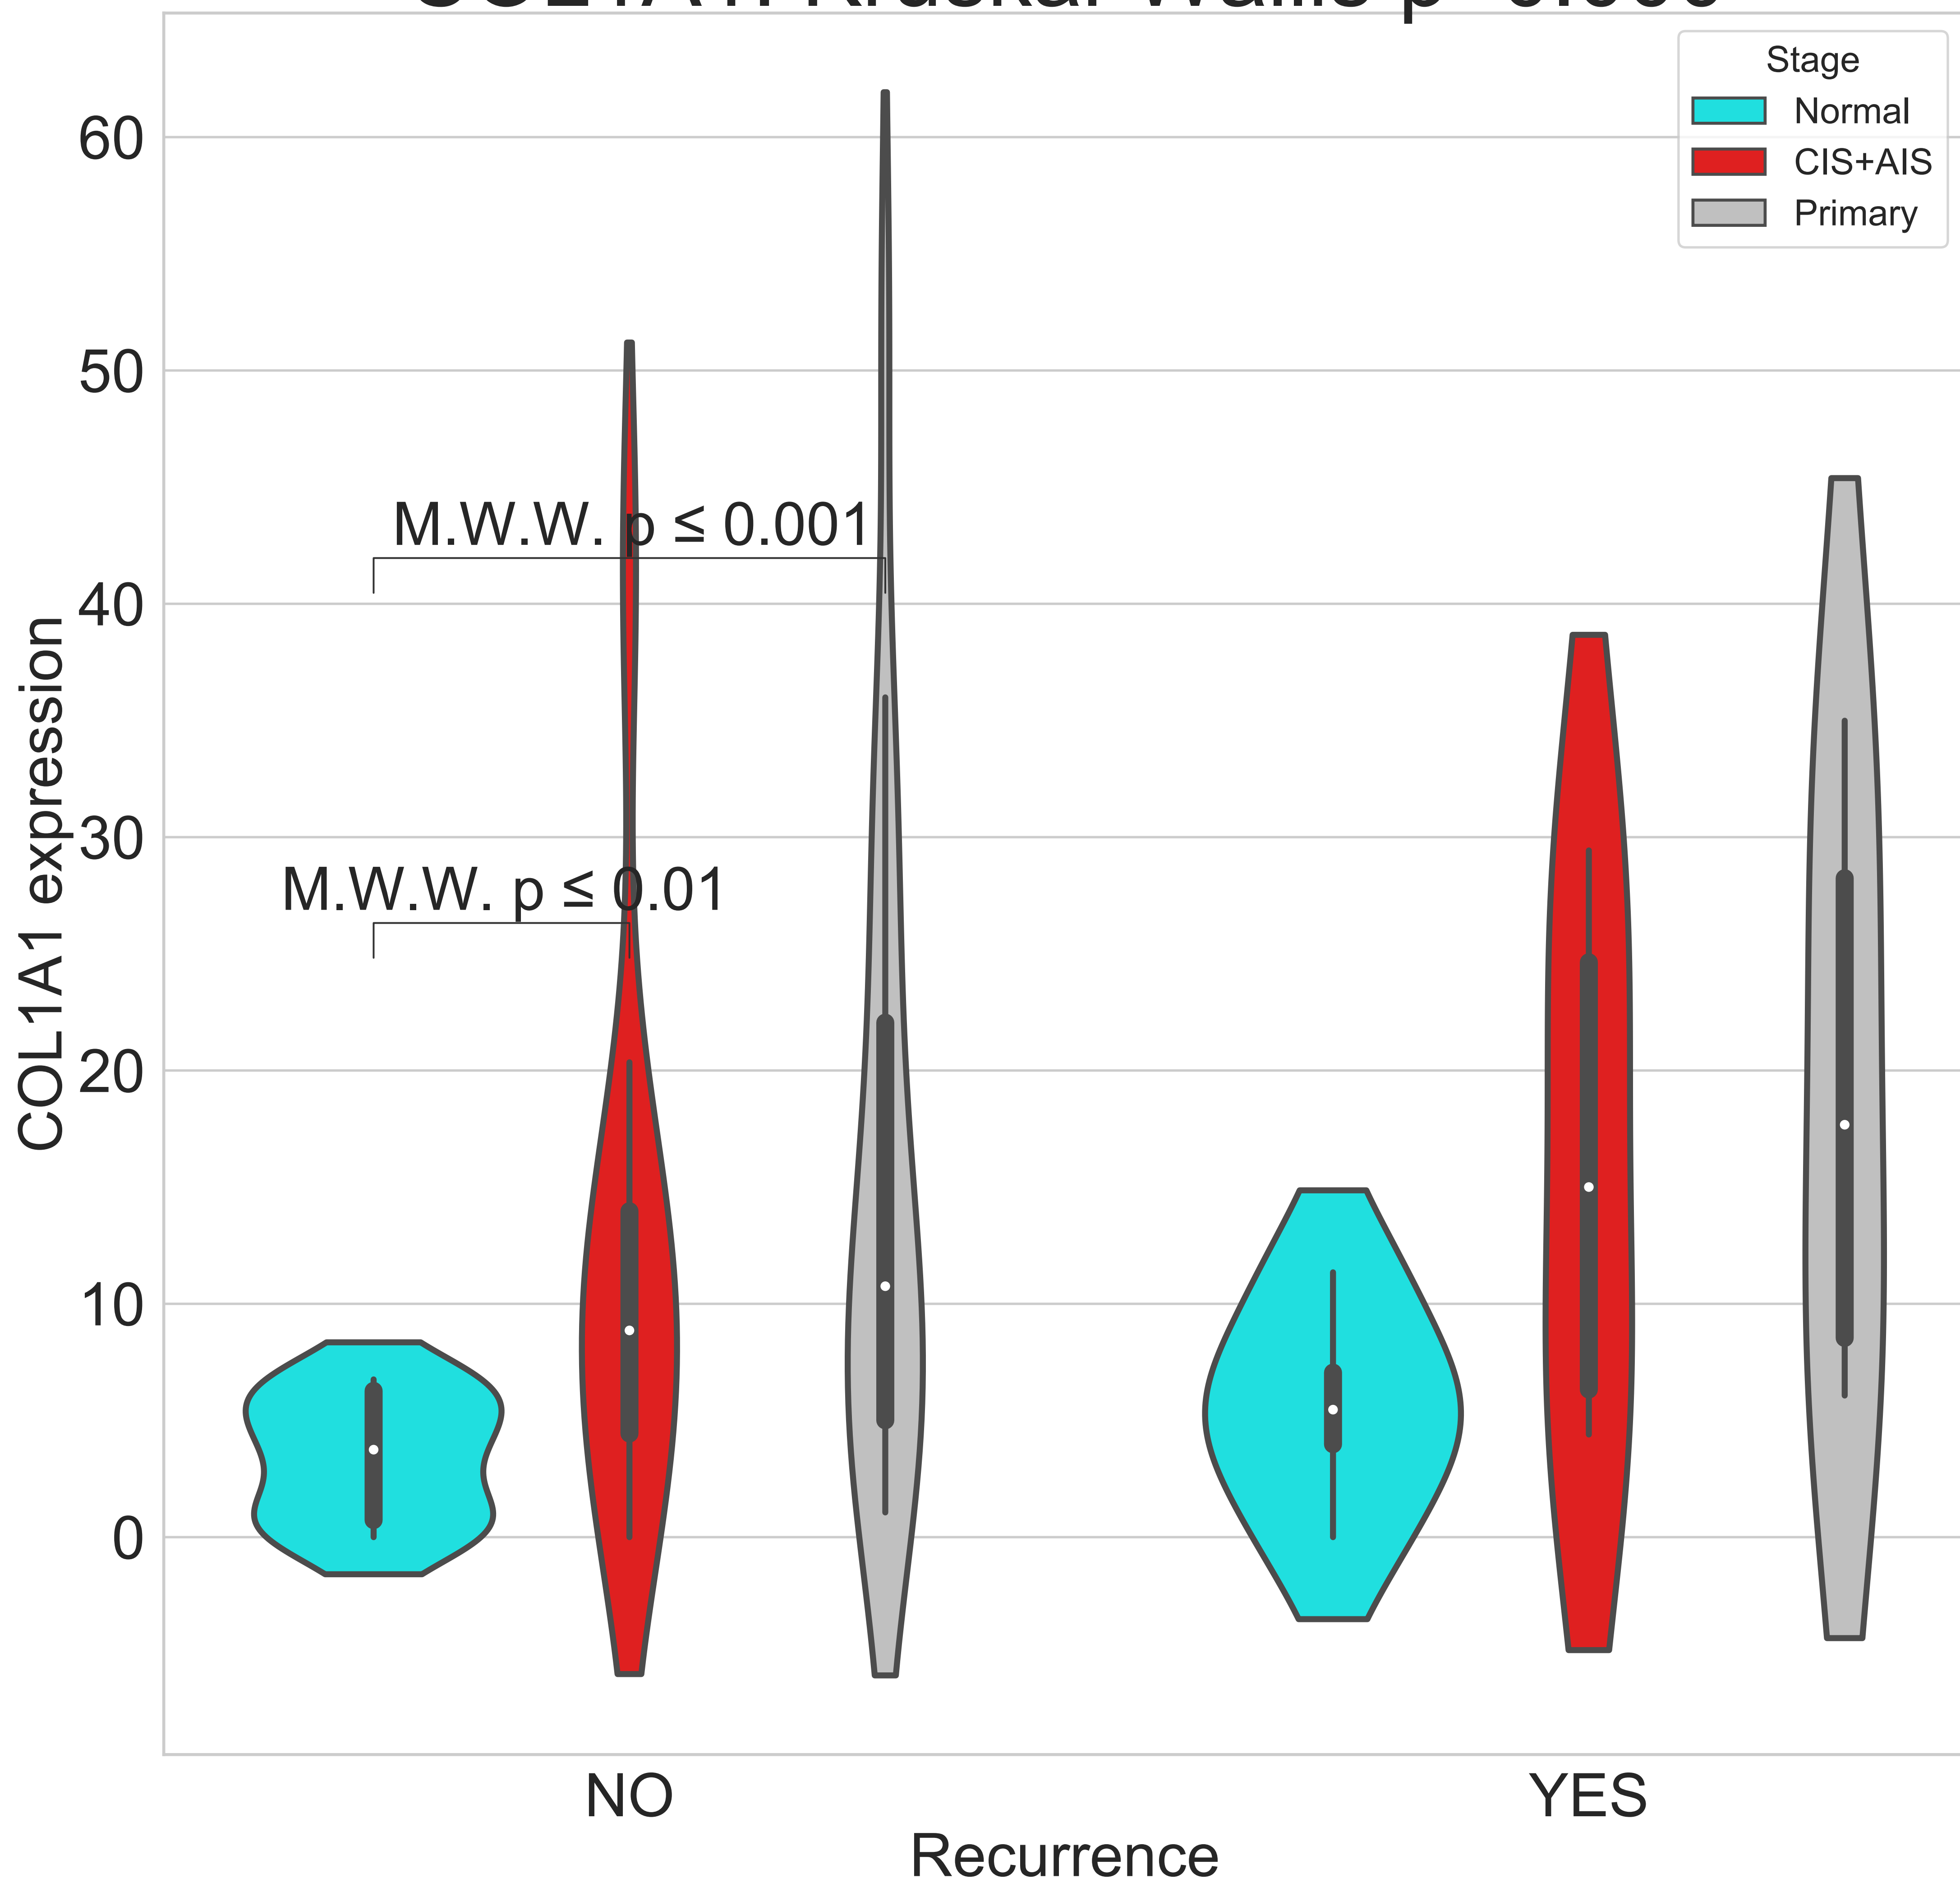 Stage
Normal
CIS+AIS
Primary
60
50
40
30
20
10
0
COL1A1 expression
M.W.W. p ≤ 0.001
M.W.W. p ≤ 0.01
NO
YES
Recurrence